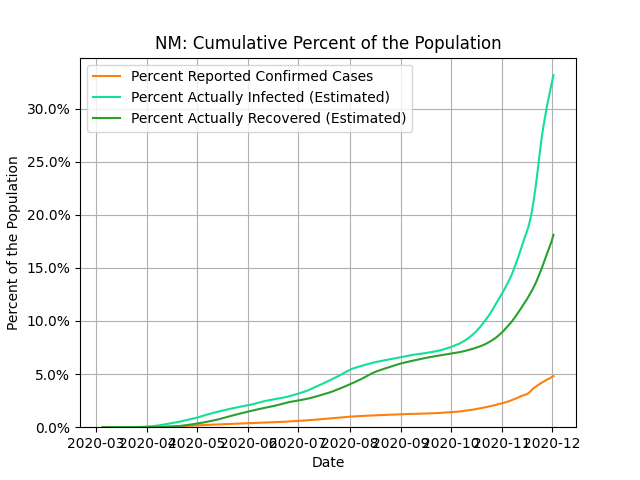 NM: Cumulative Percent of the Population
Percent Reported Confirmed Cases
Percent Actually Infected (Estimated)
Percent Actually Recovered (Estimated)
30.0%
25.0%
20.0%
15.0%
10.0%
5.0%
0.0%
Percent of the Population
2020-03 2020-04 2020-05 2020-06 2020-07 2020-08 2020-09 2020-10 2020-11 2020-12
Date